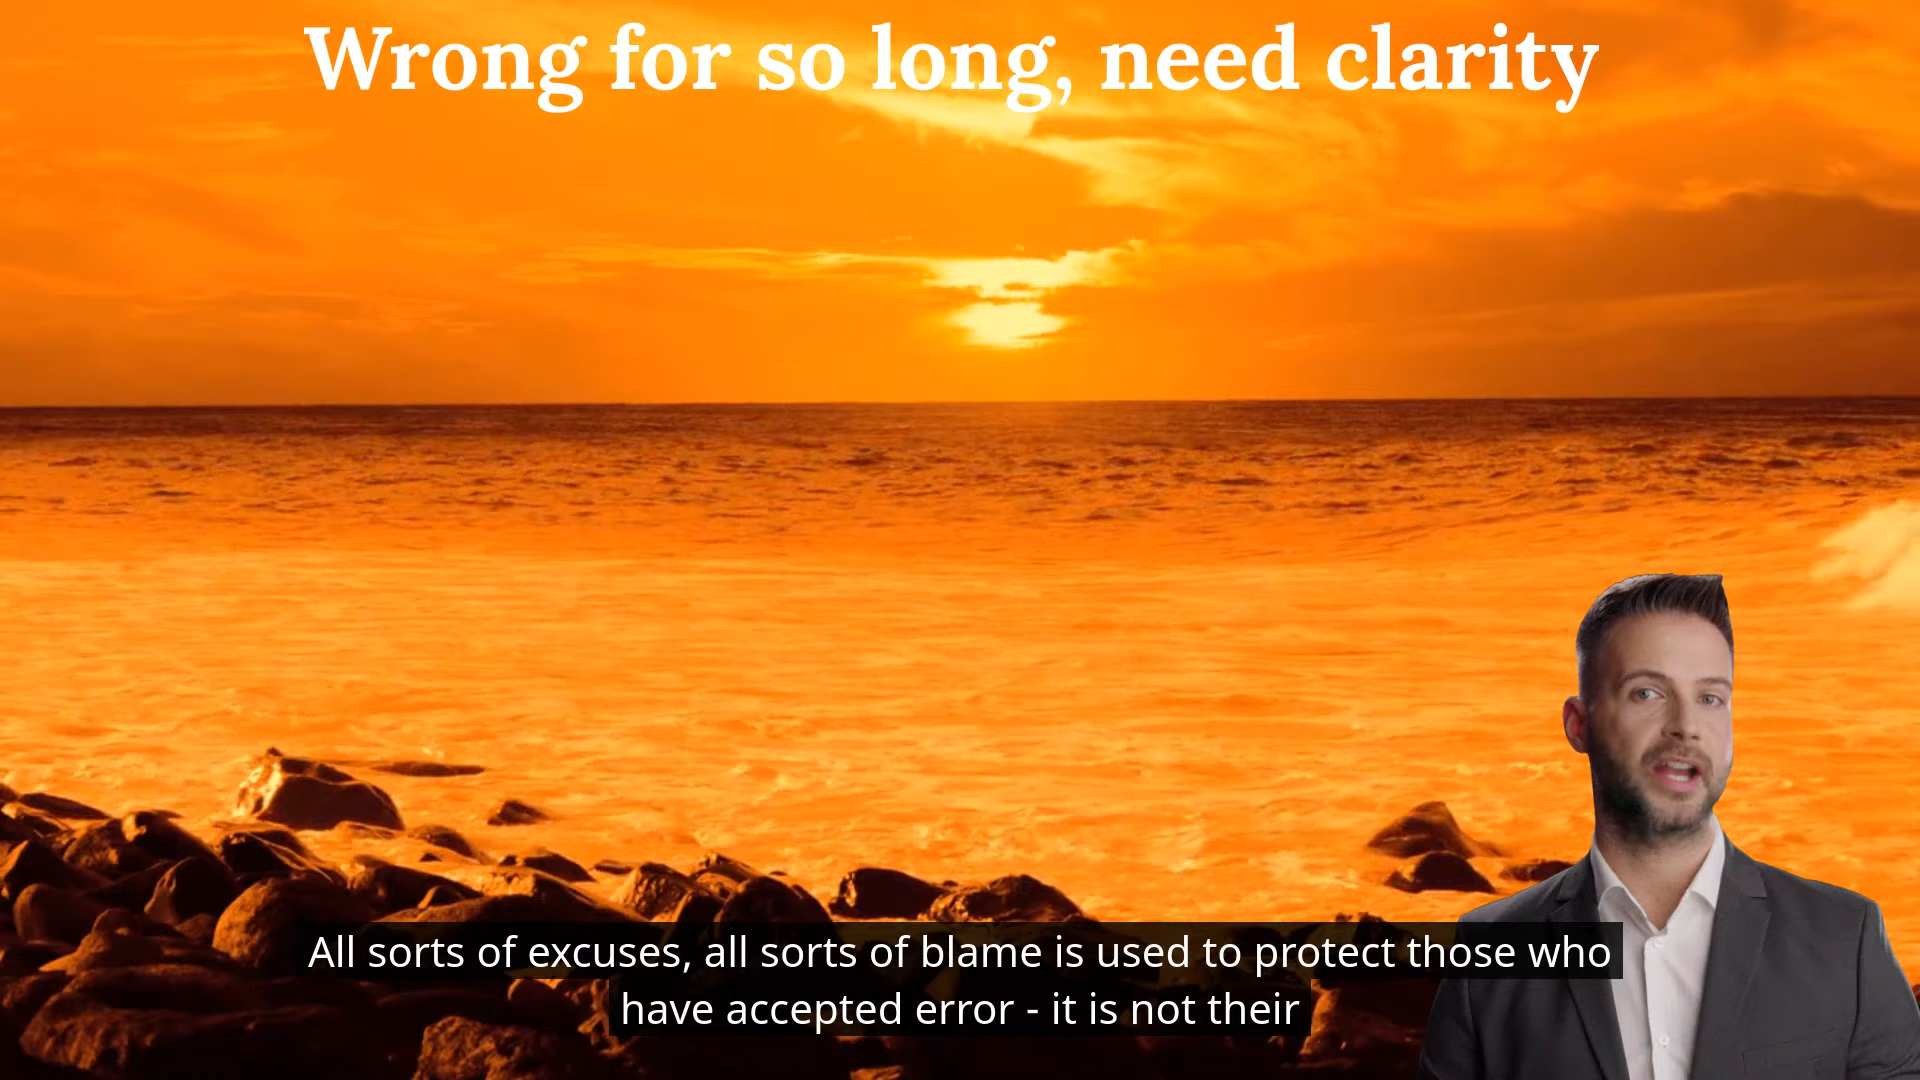 Wrong for so long, need clarity
All sorts of excuses, all sorts of blame is used to protect those who
have accepted error - it is not their